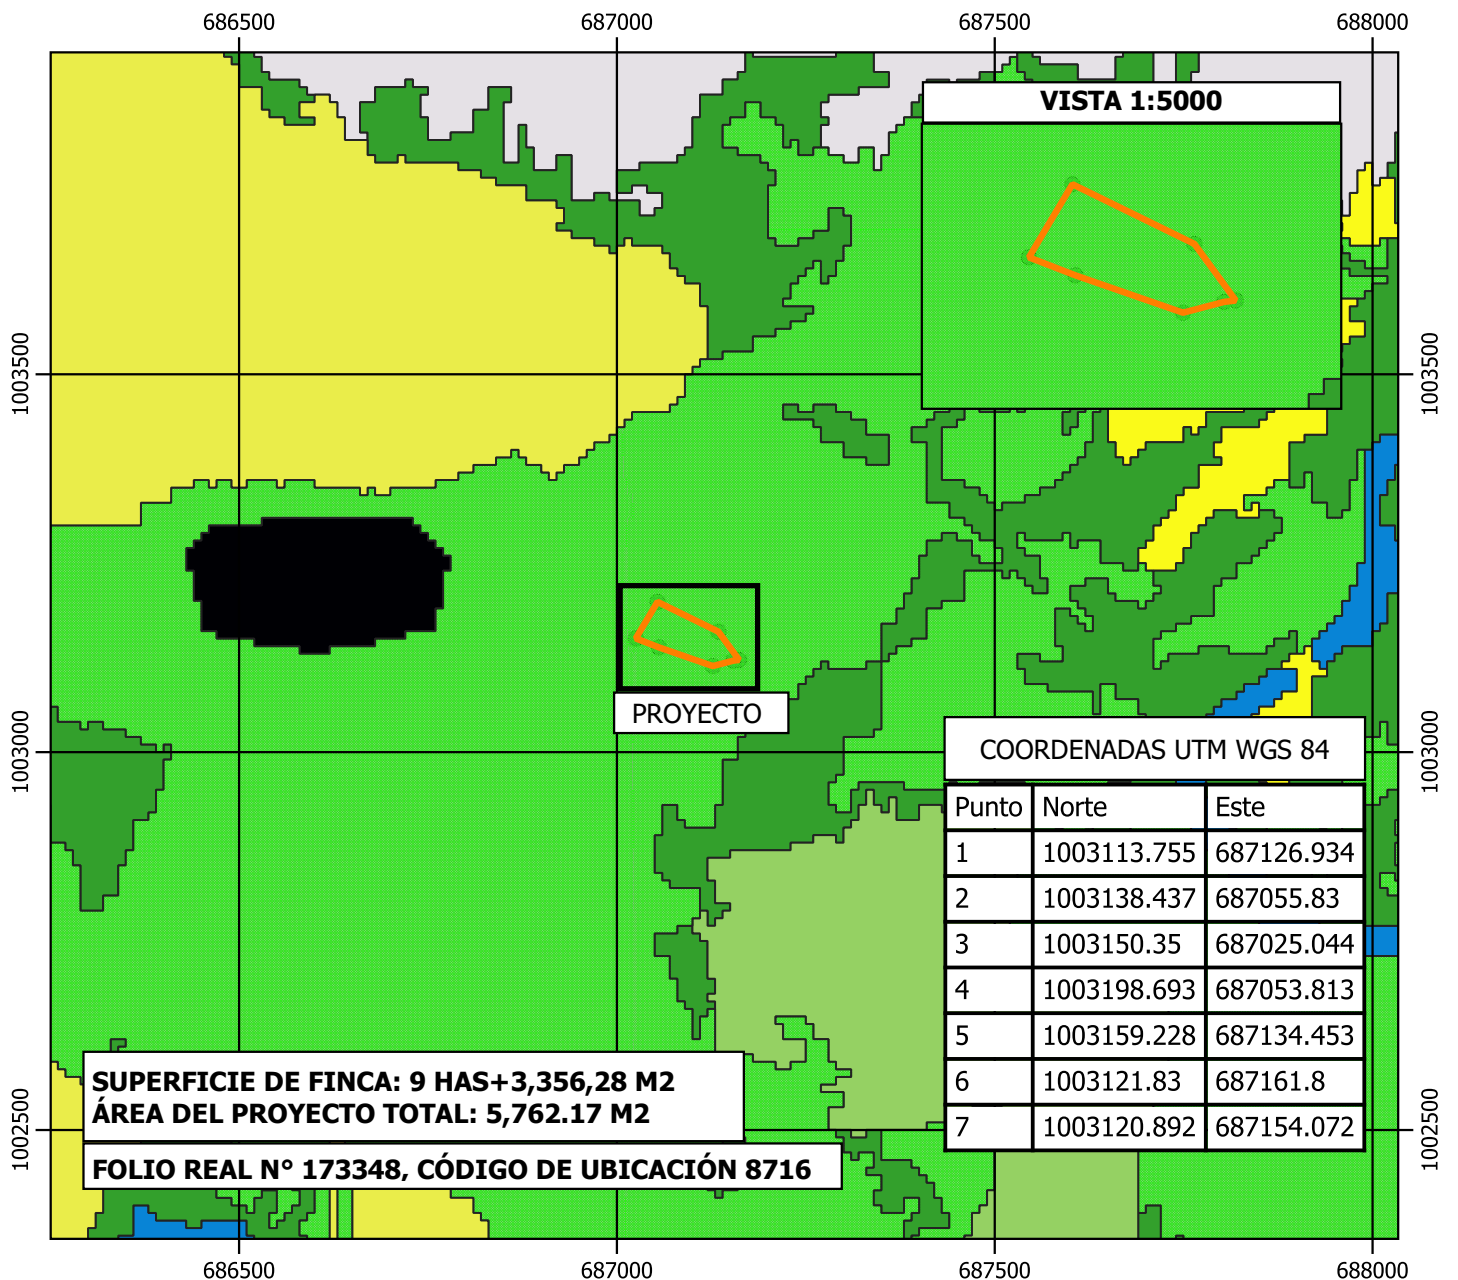 686500 687000 687500 688000
VISTA 1:5000
1003500 1003500
PROYECTO
1003000 1003000
COORDENADAS UTM WGS 84
Punto Norte Este
1 1003113.755 687126.934
2 1003138.437 687055.83
3 1003150.35 687025.044
4 1003198.693 687053.813
5 1003159.228 687134.453
6 1003121.83 687161.8
7 1003120.892 687154.072
SUPERFICIE DE FINCA: 9 HAS+3,356,28 M2
ÁREA DEL PROYECTO TOTAL: 5,762.17 M2
1002500 1002500
FOLIO REAL N° 173348, CÓDIGO DE UBICACIÓN 8716
686500 687000 687500 688000